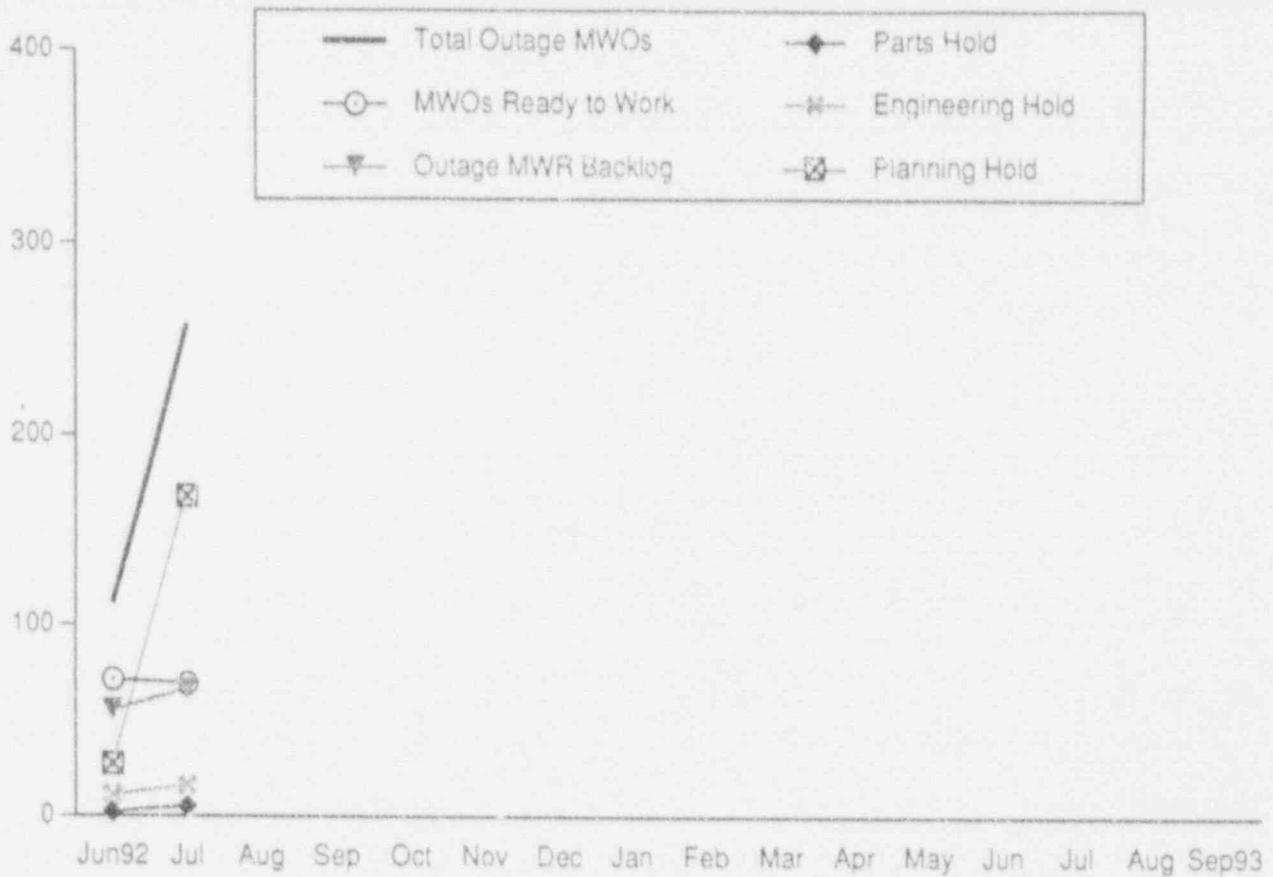 Total Outage MWOs
Parts Hold
MWOs Ready to Work
Engineering Hold
Outage MWR Backlog
Planning Hold
400
300
200
100
0
Jun92 Jul Aug Sep Oct Nov Dec Jan Feb Mar Apr May Jun Jul Aug Sep93